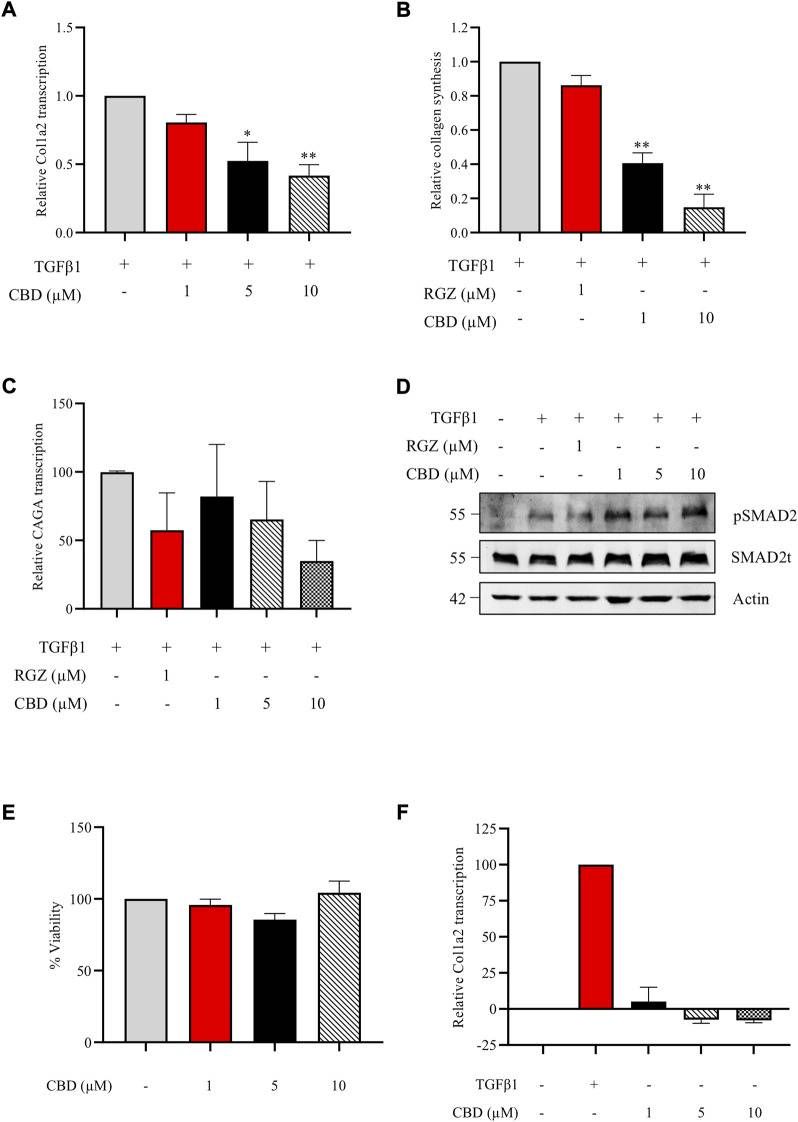 A
Relative Col1a2 transcription
1.5
1.0
0.5
0.0
*
**
TGFβ1 + + + +
CBD (µM) - 1 5 10
B
Relative collagen synthesis
1.2
1.0
0.8
0.6
0.4
0.2
0.0
**
**
TGFβ1 + + + +
RGZ (µM) - 1 - -
CBD (µM) - - 1 10
C
Relative CAGA transcription
150
100
50
0
TGFβ1 + + + + +
RGZ (µM) - 1 - - -
CBD (µM) - - 1 5 10
D
TGFβ1 - + + + + +
RGZ (µM) - - 1 - - -
CBD (µM) - - - 1 5 10
55 pSMAD2
55 SMAD2t
42 Actin
E
% Viability
150
100
50
0
CBD (µM) - 1 5 10
F
Relative Col1a2 transcription
125
100
75
50
25
0
-25
TGFβ1 - + - - -
CBD (µM) - - 1 5 10